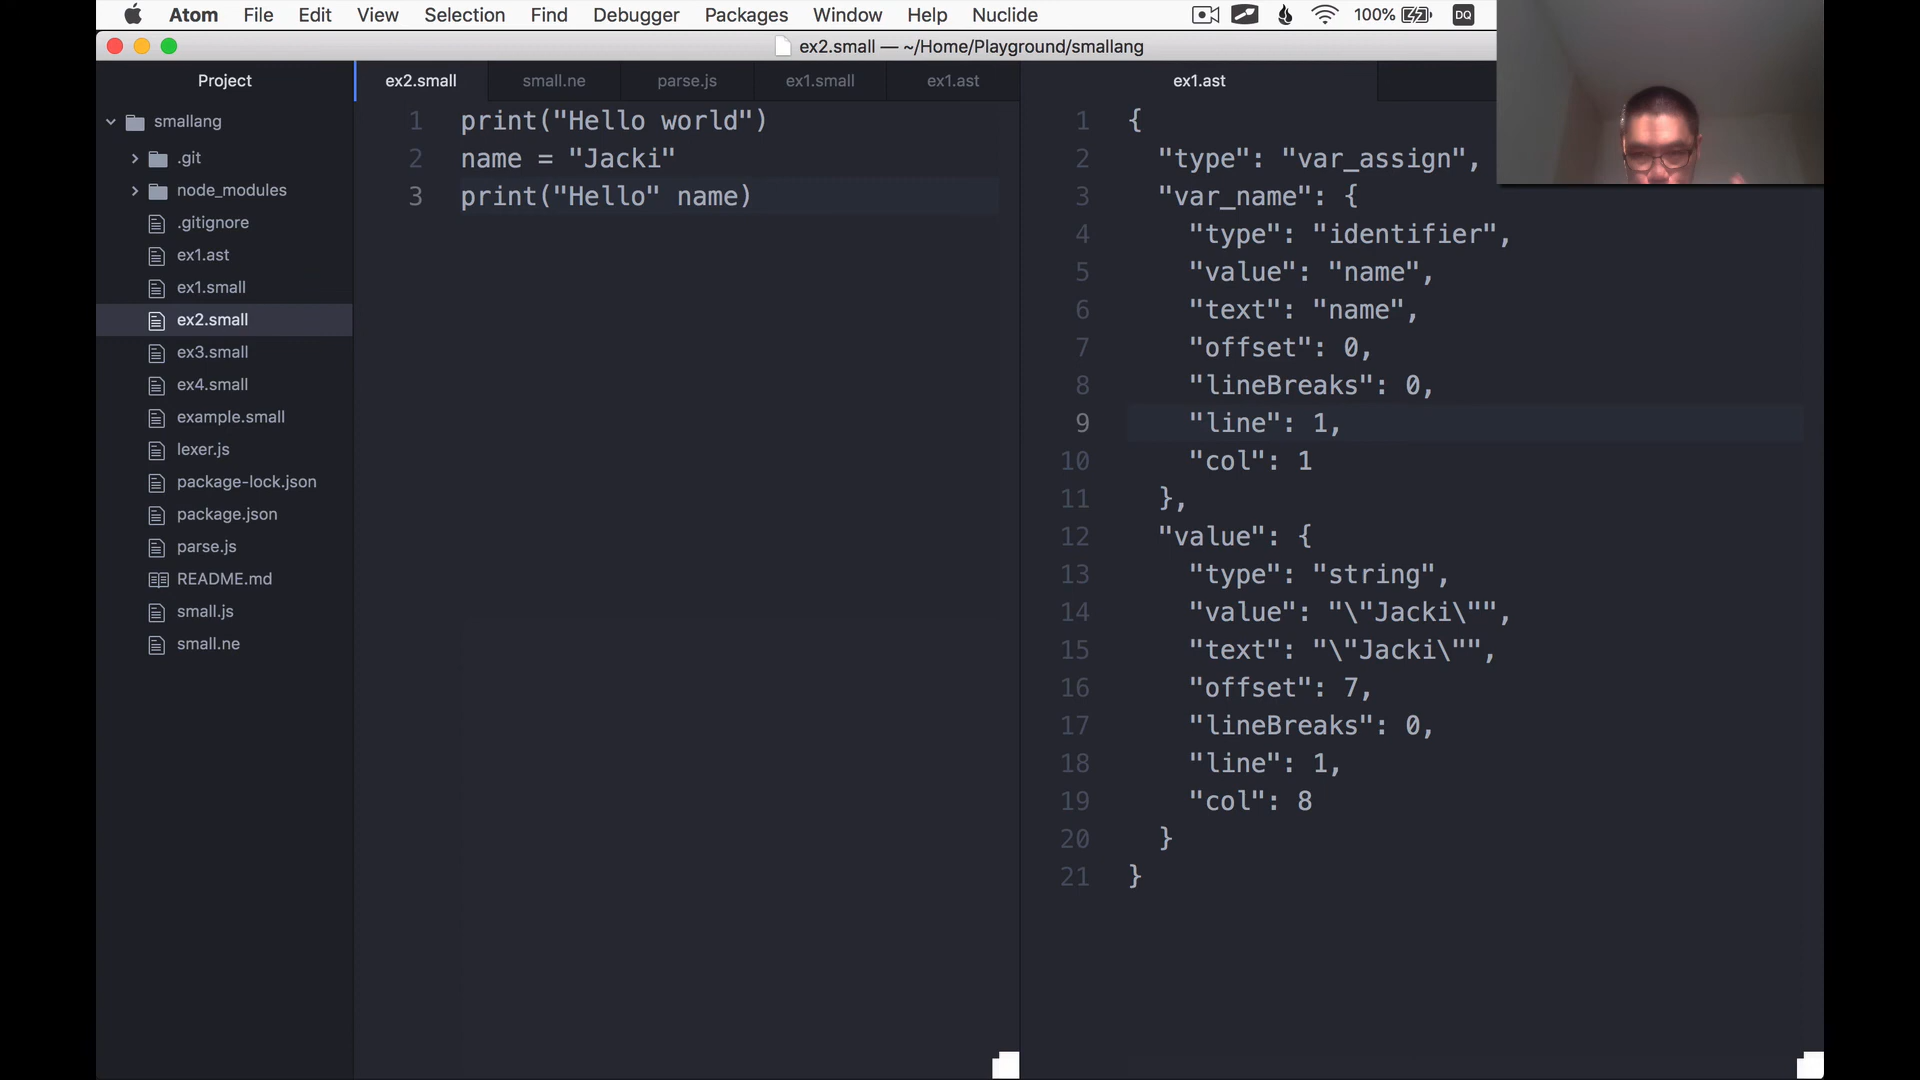 Atom File Edit View Selection Find Debugger Packages Window Help Nuclide 100% DQ
ex2.small — ~/Home/Playground/smallang
Project
smallang
.git
node_modules
.gitignore
ex1.ast
ex1.small
ex2.small
ex3.small
ex4.small
example.small
lexer.js
package-lock.json
package.json
parse.js
README.md
small.js
small.ne
ex2.small small.ne parse.js ex1.small ex1.ast
1 print("Hello world")
2 name = "Jacki"
3 print("Hello" name)
ex1.ast
1 {
2 "type": "var_assign",
3 "var_name": {
4 "type": "identifier",
5 "value": "name",
6 "text": "name",
7 "offset": 0,
8 "lineBreaks": 0,
9 "line": 1,
10 "col": 1
11 },
12 "value": {
13 "type": "string",
14 "value": "\"Jacki\"",
15 "text": "\"Jacki\"",
16 "offset": 7,
17 "lineBreaks": 0,
18 "line": 1,
19 "col": 8
20 }
21 }